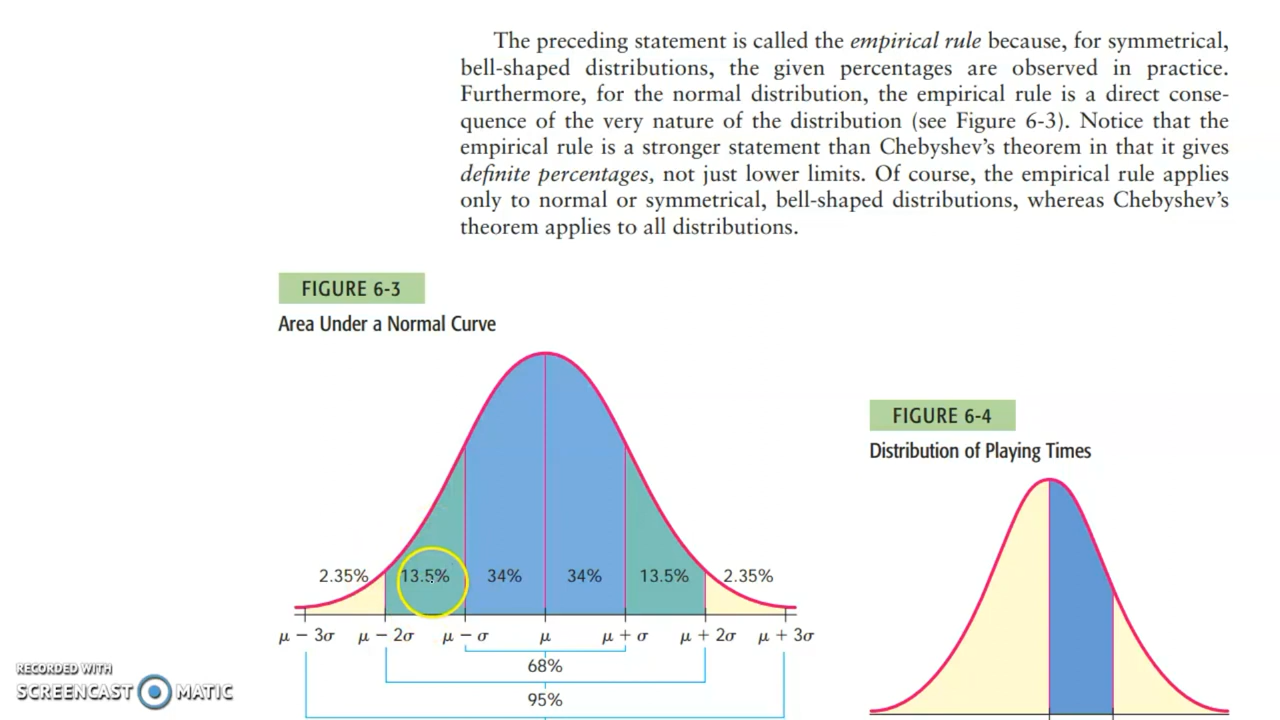 The preceding statement is called the empirical rule because, for symmetrical,
bell-shaped distributions, the given percentages are observed in practice.
Furthermore, for the normal distribution, the empirical rule is a direct conse-
quence of the very nature of the distribution (see Figure 6-3). Notice that the
empirical rule is a stronger statement than Chebyshev’s theorem in that it gives
definite percentages, not just lower limits. Of course, the empirical rule applies
only to normal or symmetrical, bell-shaped distributions, whereas Chebyshev’s
theorem applies to all distributions.
FIGURE 6-3
Area Under a Normal Curve
2.35% 13.5% 34% 34% 13.5% 2.35%
μ − 3σ μ − 2σ μ − σ μ μ + σ μ + 2σ μ + 3σ
68%
95%
FIGURE 6-4
Distribution of Playing Times
RECORDED WITH
SCREENCAST MATIC